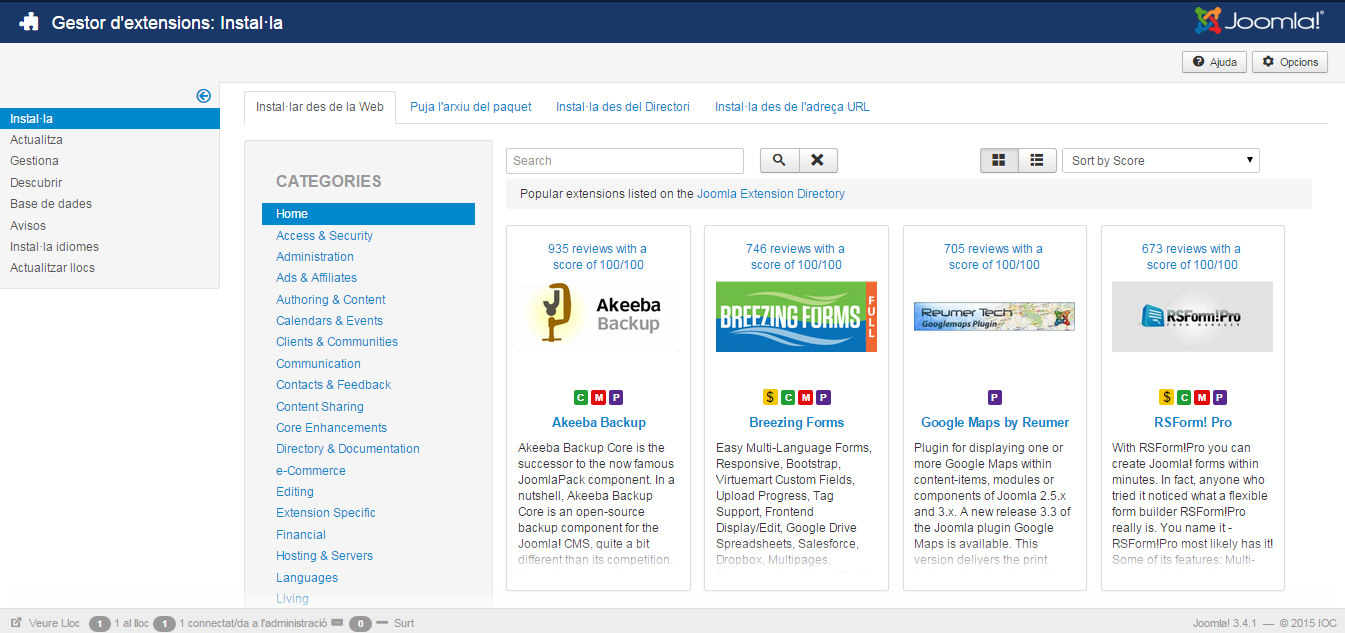 Gestor d'extensions: Instal·la
Joomla!®
Ajuda
Opcions
Instal·la
Actualitza
Gestiona
Descubrir
Base de dades
Avisos
Instal·la idiomes
Actualitzar llocs
Instal·lar des de la Web
Puja l'arxiu del paquet
Instal·la des del Directori
Instal·la des de l'adreça URL
CATEGORIES
Home
Access & Security
Administration
Ads & Affiliates
Authoring & Content
Calendars & Events
Clients & Communities
Communication
Contacts & Feedback
Content Sharing
Core Enhancements
Directory & Documentation
e-Commerce
Editing
Extension Specific
Financial
Hosting & Servers
Languages
Living
Search
Sort by Score
Popular extensions listed on the Joomla Extension Directory
935 reviews with a
score of 100/100
Akeeba
Backup
C M P
Akeeba Backup
Akeeba Backup Core is the
successor to the now famous
JoomlaPack component. In a
nutshell, Akeeba Backup
Core is an open-source
backup component for the
Joomla! CMS, quite a bit
different than its competition.
746 reviews with a
score of 100/100
BREEZING FORMS
FULL
$ C M P
Breezing Forms
Easy Multi-Language Forms,
Responsive, Bootstrap,
Virtuemart Custom Fields,
Upload Progress, Tag
Support, Frontend
Display/Edit, Google Drive
Spreadsheets, Salesforce,
Dropbox, Multipages,
705 reviews with a
score of 100/100
Reumer Tech
Googlemaps Plugin
P
Google Maps by Reumer
Plugin for displaying one or
more Google Maps within
content-items, modules or
components of Joomla 2.5.x
and 3.x. A new release 3.3 of
the Joomla plugin Google
Maps is available. This
version delivers the print
673 reviews with a
score of 100/100
RSForm!Pro
FORM MANAGER
$ C M P
RSForm! Pro
With RSForm!Pro you can
create Joomla! forms within
minutes. In fact, anyone who
tried it noticed what a flexible
form builder RSForm!Pro
really is. You name it -
RSForm!Pro most likely has it!
Some of its features: Multi-
Veure Lloc 1 1 al lloc 1 1 connectat/da a l'administració 0 Surt
Joomla! 3.4.1 — © 2015 IOC